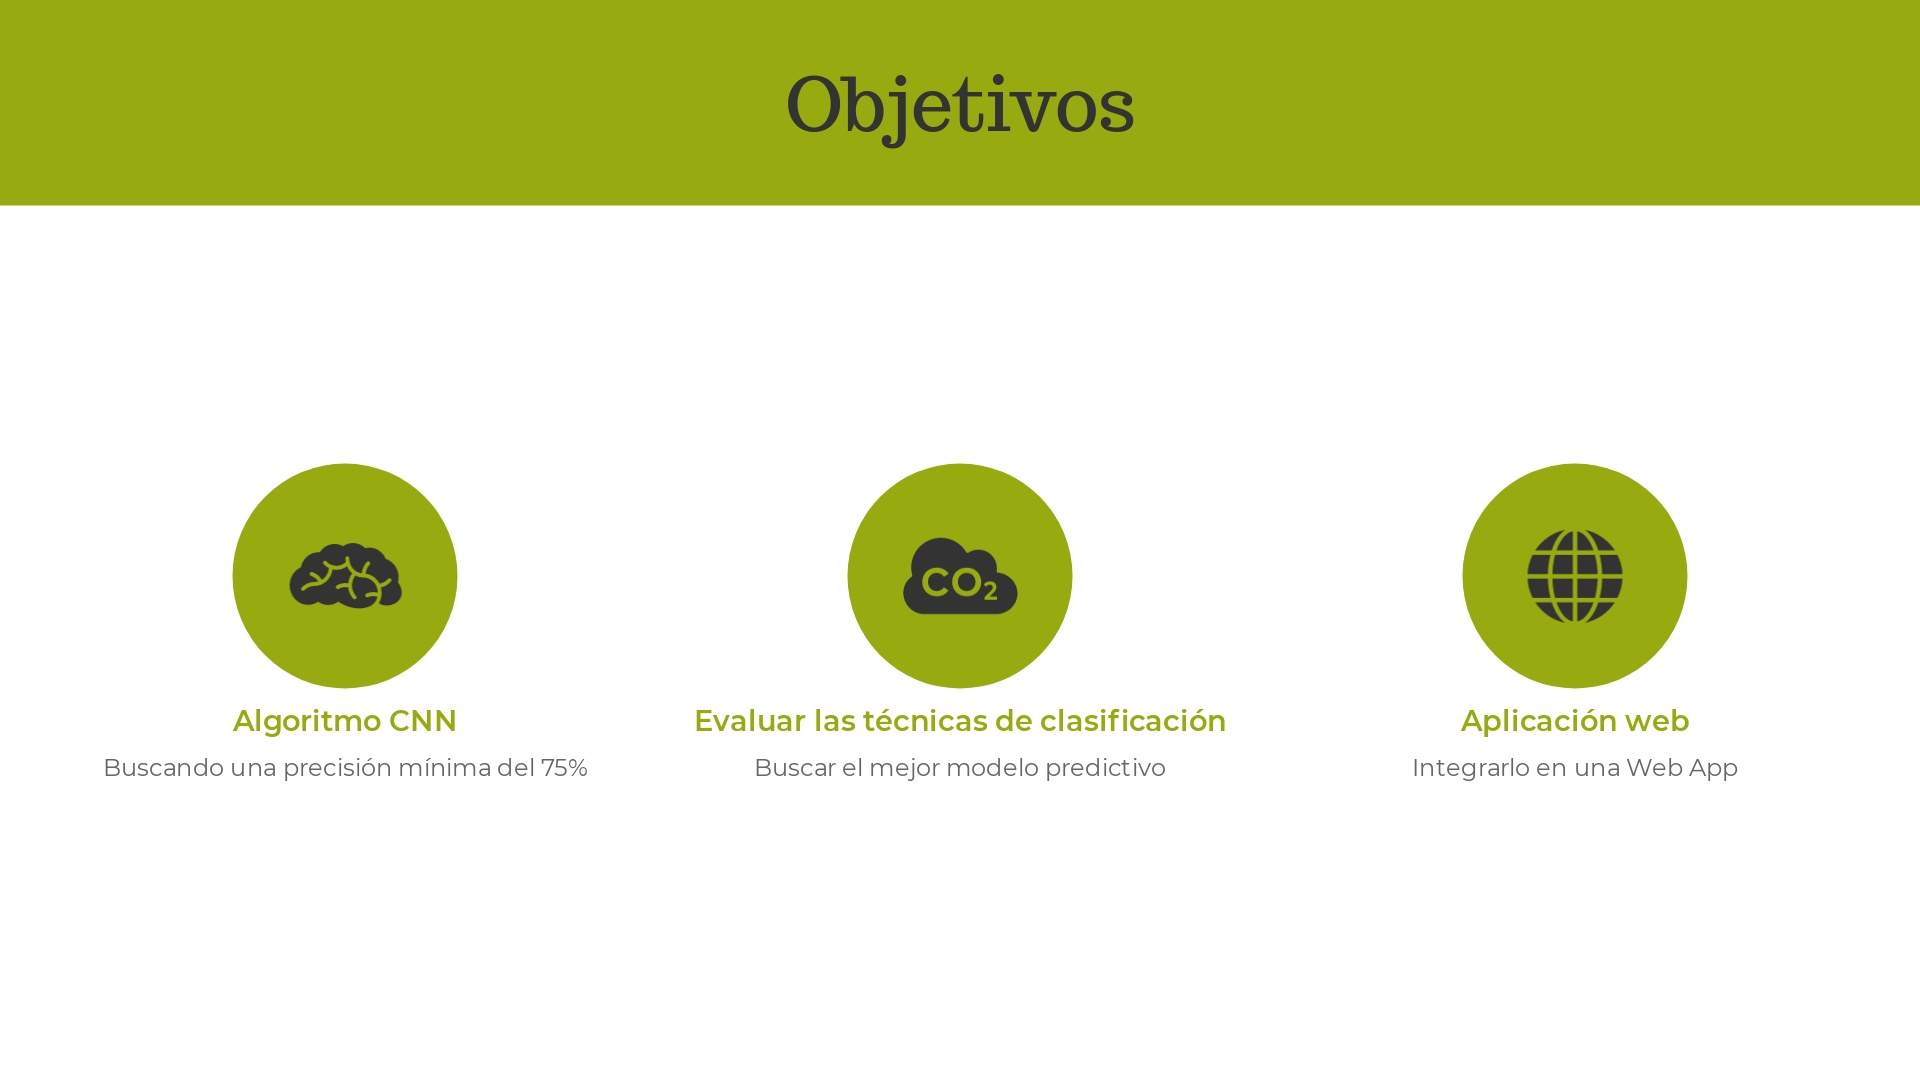 Objetivos
CO₂
Algoritmo CNN
Buscando una precisión mínima del 75%
Evaluar las técnicas de clasificación
Buscar el mejor modelo predictivo
Aplicación web
Integrarlo en una Web App